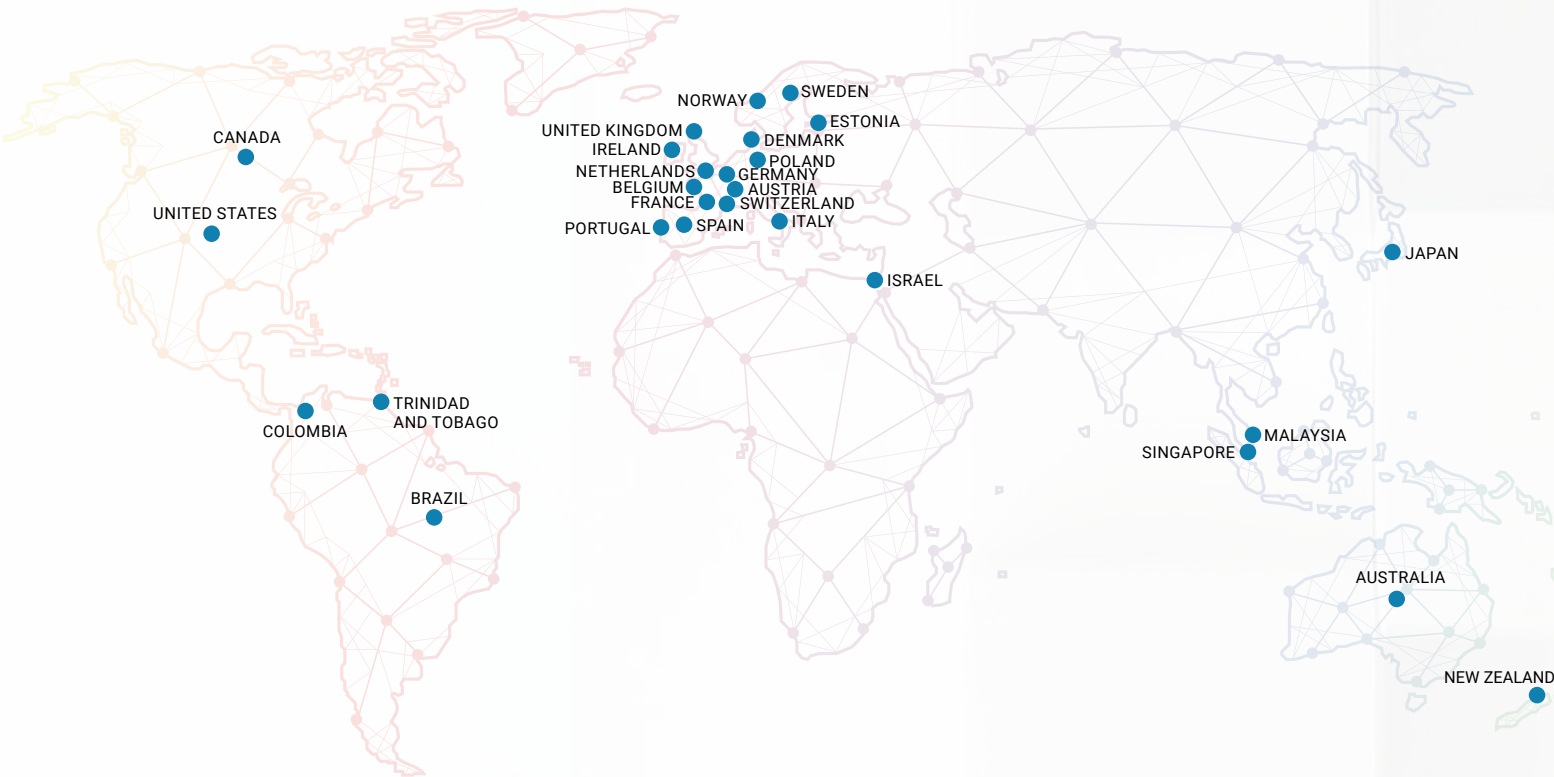 CANADA
UNITED STATES
COLOMBIA
TRINIDAD
AND TOBAGO
BRAZIL
NORWAY
SWEDEN
ESTONIA
UNITED KINGDOM
DENMARK
IRELAND
POLAND
NETHERLANDS
GERMANY
BELGIUM
AUSTRIA
FRANCE
SWITZERLAND
PORTUGAL
SPAIN
ITALY
ISRAEL
JAPAN
MALAYSIA
SINGAPORE
AUSTRALIA
NEW ZEALAND